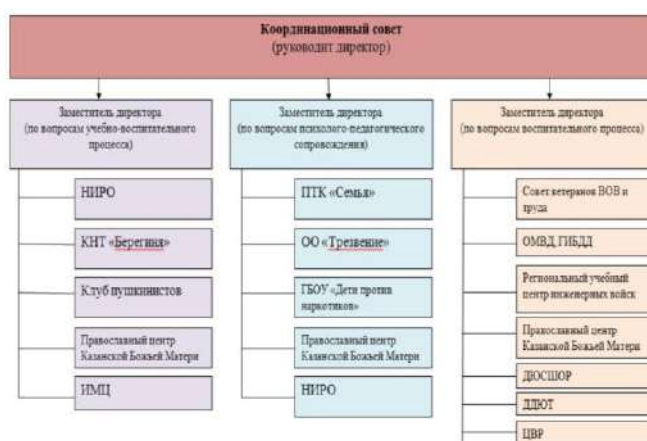 Координационный совет
(руководит директор)
Заместитель директора
(по вопросам учебно-воспитательного
процесса)
НИРО
КНТ «Берегиня»
Клуб пушкинистов
Православный центр
Казанской Божьей Матери
ИМЦ
Заместитель директора
(по вопросам психолого-педагогического
сопровождения)
ПТК «Семья»
ОО «Трезвение»
ГБОУ «Дети против
наркотиков»
Православный центр
Казанской Божьей Матери
НИРО
Заместитель директора
(по вопросам воспитательного процесса)
Совет ветеранов ВОВ и
труда
ОМВД, ГИБДД
Региональный учебный
центр инженерных войск
Православный центр
Казанской Божьей Матери
ДЮСШОР
ДДЮТ
ЦВР